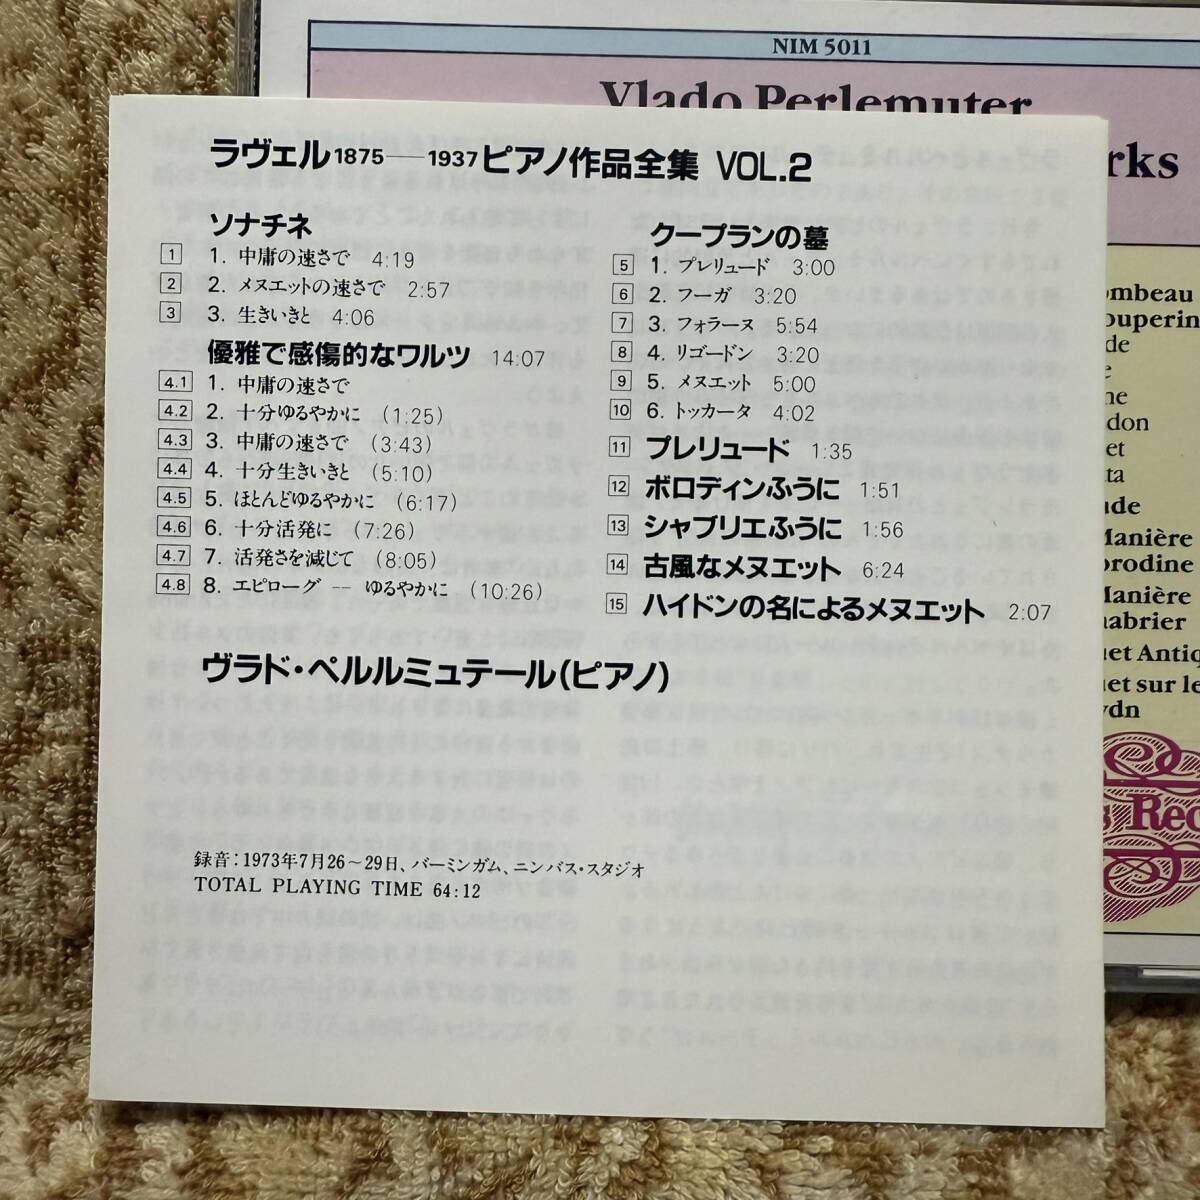 NIM 5011
Vlado Perlemuter
ラヴェル1875—1937ピアノ作品全集 VOL.2
ソナチネ
1 1. 中庸の速さで 4:19
2 2. メヌエットの速さで 2:57
3 3. 生きいきと 4:06
優雅で感傷的なワルツ 14:07
4.1 1. 中庸の速さで
4.2 2. 十分ゆるやかに (1:25)
4.3 3. 中庸の速さで (3:43)
4.4 4. 十分生きいきと (5:10)
4.5 5. ほとんどゆるやかに (6:17)
4.6 6. 十分活発に (7:26)
4.7 7. 活発さを減じて (8:05)
4.8 8. エピローグ -- ゆるやかに (10:26)
クープランの墓
5 1. プレリュード 3:00
6 2. フーガ 3:20
7 3. フォラーヌ 5:54
8 4. リゴードン 3:20
9 5. メヌエット 5:00
10 6. トッカータ 4:02
11 プレリュード 1:35
12 ボロディンふうに 1:51
13 シャブリエふうに 1:56
14 古風なメヌエット 6:24
15 ハイドンの名によるメヌエット 2:07
ヴラド・ペルルミュテール(ピアノ)
録音:1973年7月26~29日、バーミンガム、ニンバス・スタジオ
TOTAL PLAYING TIME 64:12
rks
ombeau
ouperin
de
e
ne
don
et
ta
ude
Manière
orodine
Manière
habrier
uet Antiq
uet sur le
ydn
s Rec